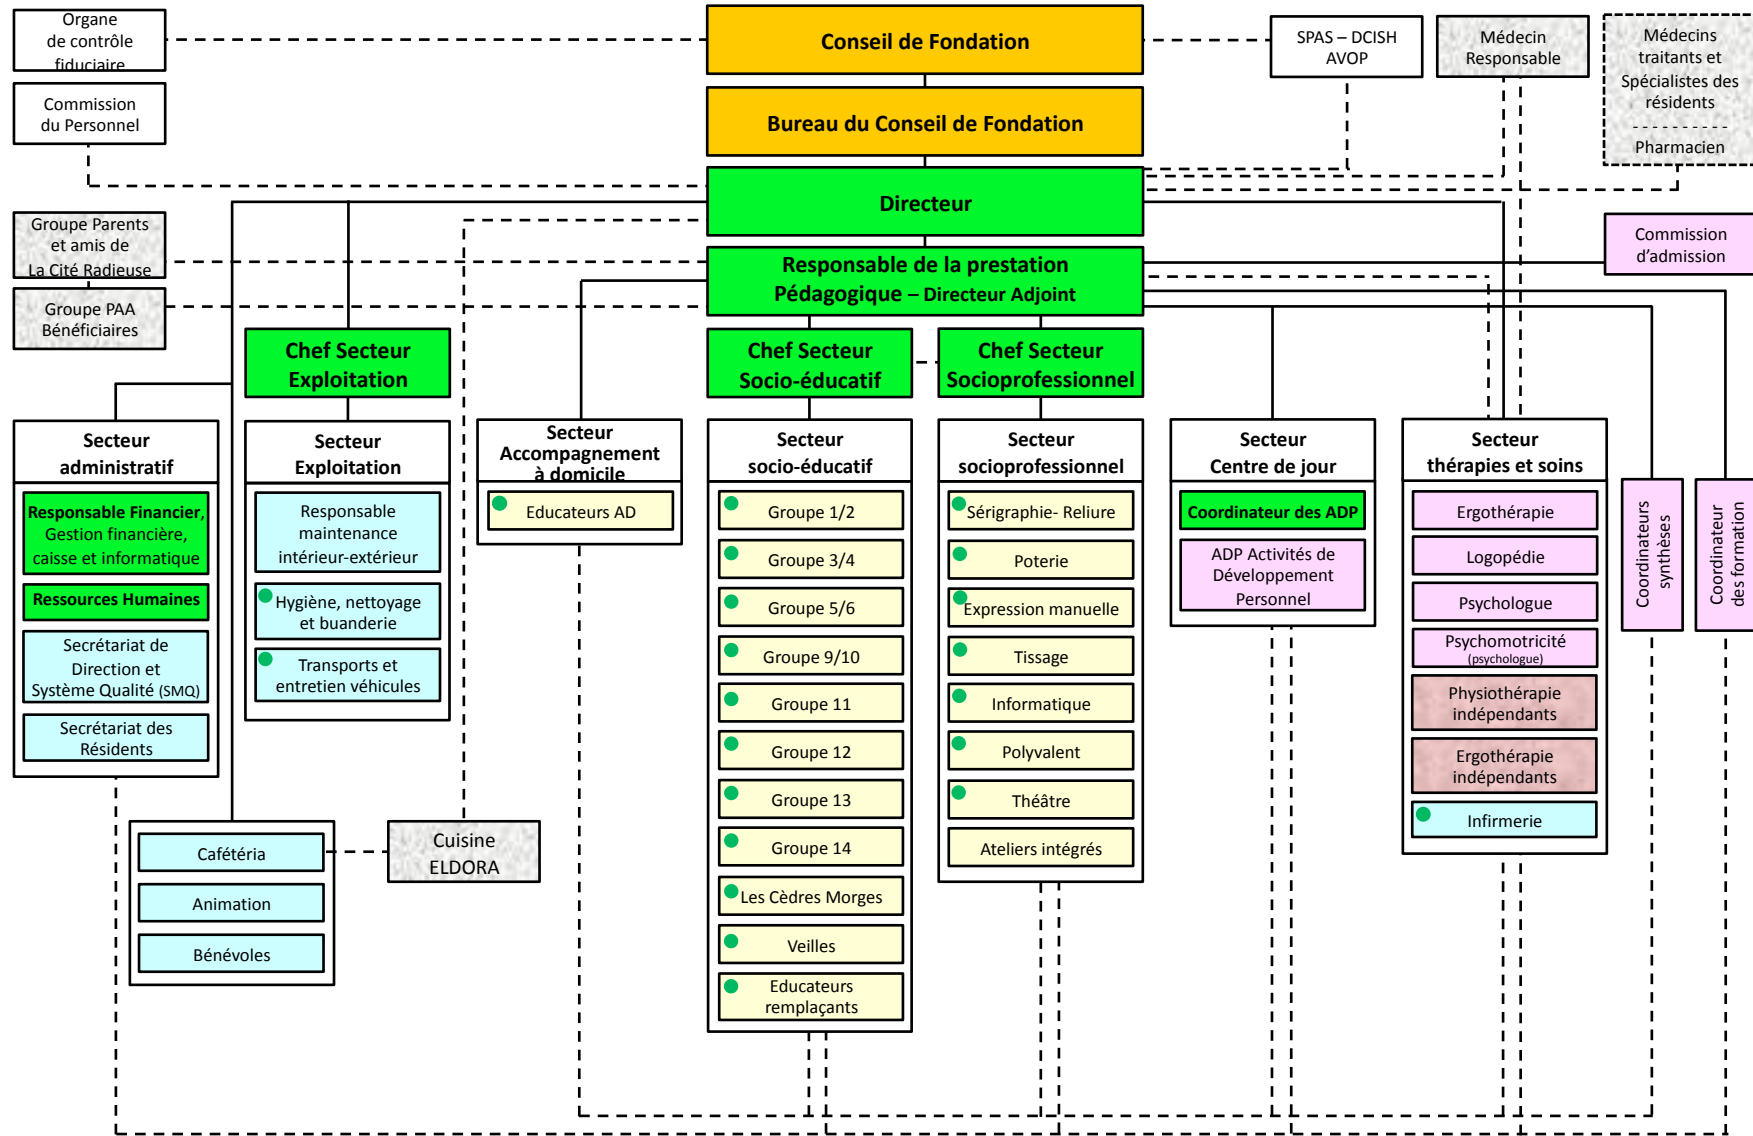 Organe
de contrôle
fiduciaire
Conseil de Fondation
SPAS – DCISH
AVOP
Médecin
Responsable
Médecins
traitants et
Spécialistes des
résidents
----------
Pharmacien
Commission
du Personnel
Bureau du Conseil de Fondation
Directeur
Groupe Parents
et amis de
La Cité Radieuse
Commission
d’admission
Responsable de la prestation
Pédagogique – Directeur Adjoint
Groupe PAA
Bénéficiaires
Chef Secteur
Exploitation
Chef Secteur
Socio-éducatif
Chef Secteur
Socioprofessionnel
Secteur
administratif
Responsable Financier,
Gestion financière,
caisse et informatique
Ressources Humaines
Secrétariat de
Direction et
Système Qualité (SMQ)
Secrétariat des
Résidents
Secteur
Exploitation
Responsable
maintenance
intérieur-extérieur
Hygiène, nettoyage
et buanderie
Transports et
entretien véhicules
Secteur
Accompagnement
à domicile
Educateurs AD
Secteur
socio-éducatif
Groupe 1/2
Groupe 3/4
Groupe 5/6
Groupe 9/10
Groupe 11
Groupe 12
Groupe 13
Groupe 14
Les Cèdres Morges
Veilles
Educateurs
remplaçants
Secteur
socioprofessionnel
Sérigraphie- Reliure
Poterie
Expression manuelle
Tissage
Informatique
Polyvalent
Théâtre
Ateliers intégrés
Secteur
Centre de jour
Coordinateur des ADP
ADP Activités de
Développement
Personnel
Secteur
thérapies et soins
Ergothérapie
Logopédie
Psychologue
Psychomotricité
(psychologue)
Physiothérapie
indépendants
Ergothérapie
indépendants
Infirmerie
Coordinateurs
synthèses
Coordinateur
des formation
Cafétéria
Animation
Bénévoles
Cuisine
ELDORA